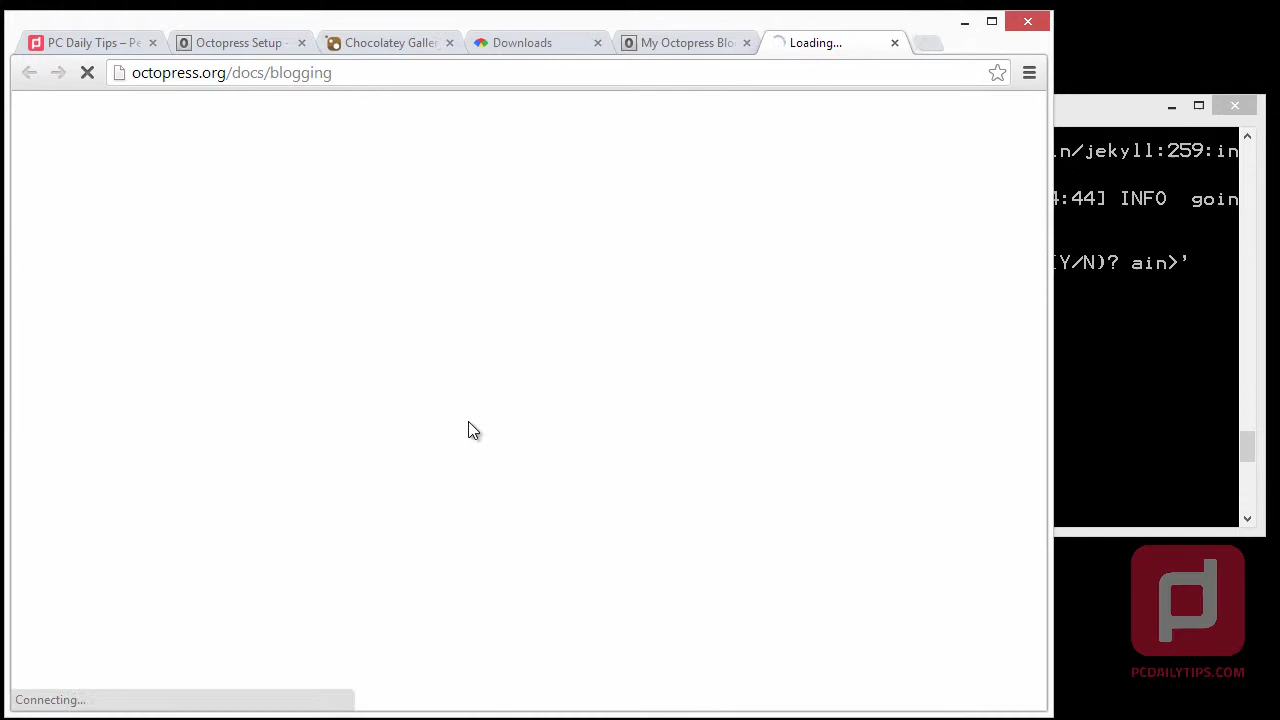 PC Daily Tips – Pe
Octopress Setup -
Chocolatey Galler
Downloads
My Octopress Blo
Loading...
octopress.org/docs/blogging
in/jekyll:259:in
4:44] INFO goin
(Y/N)? ain>'
Connecting...
PCDAILYTIPS.COM